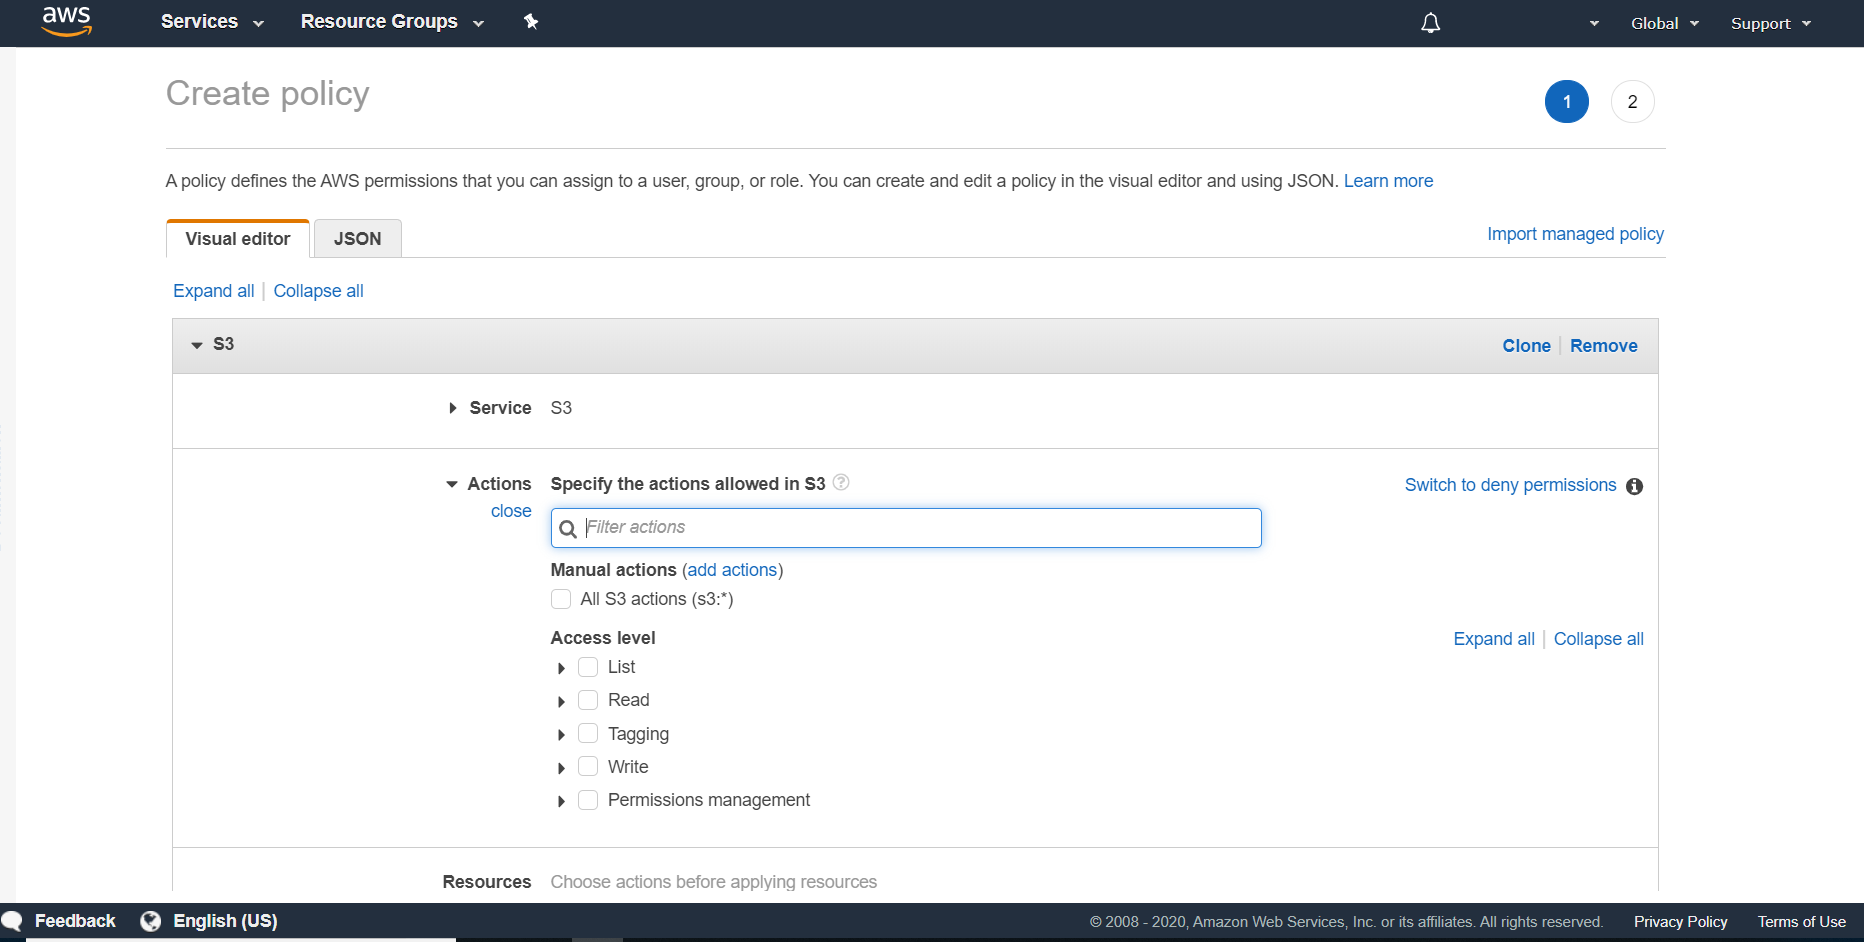 aws Services Resource Groups Global Support
Create policy
1 2
A policy defines the AWS permissions that you can assign to a user, group, or role. You can create and edit a policy in the visual editor and using JSON. Learn more
Visual editor JSON Import managed policy
Expand all | Collapse all
S3 Clone | Remove
Service S3
Actions Specify the actions allowed in S3 ? Switch to deny permissions i
close
Filter actions
Manual actions (add actions)
All S3 actions (s3:*)
Access level Expand all | Collapse all
List
Read
Tagging
Write
Permissions management
Resources Choose actions before applying resources
Feedback English (US) © 2008 - 2020, Amazon Web Services, Inc. or its affiliates. All rights reserved. Privacy Policy Terms of Use